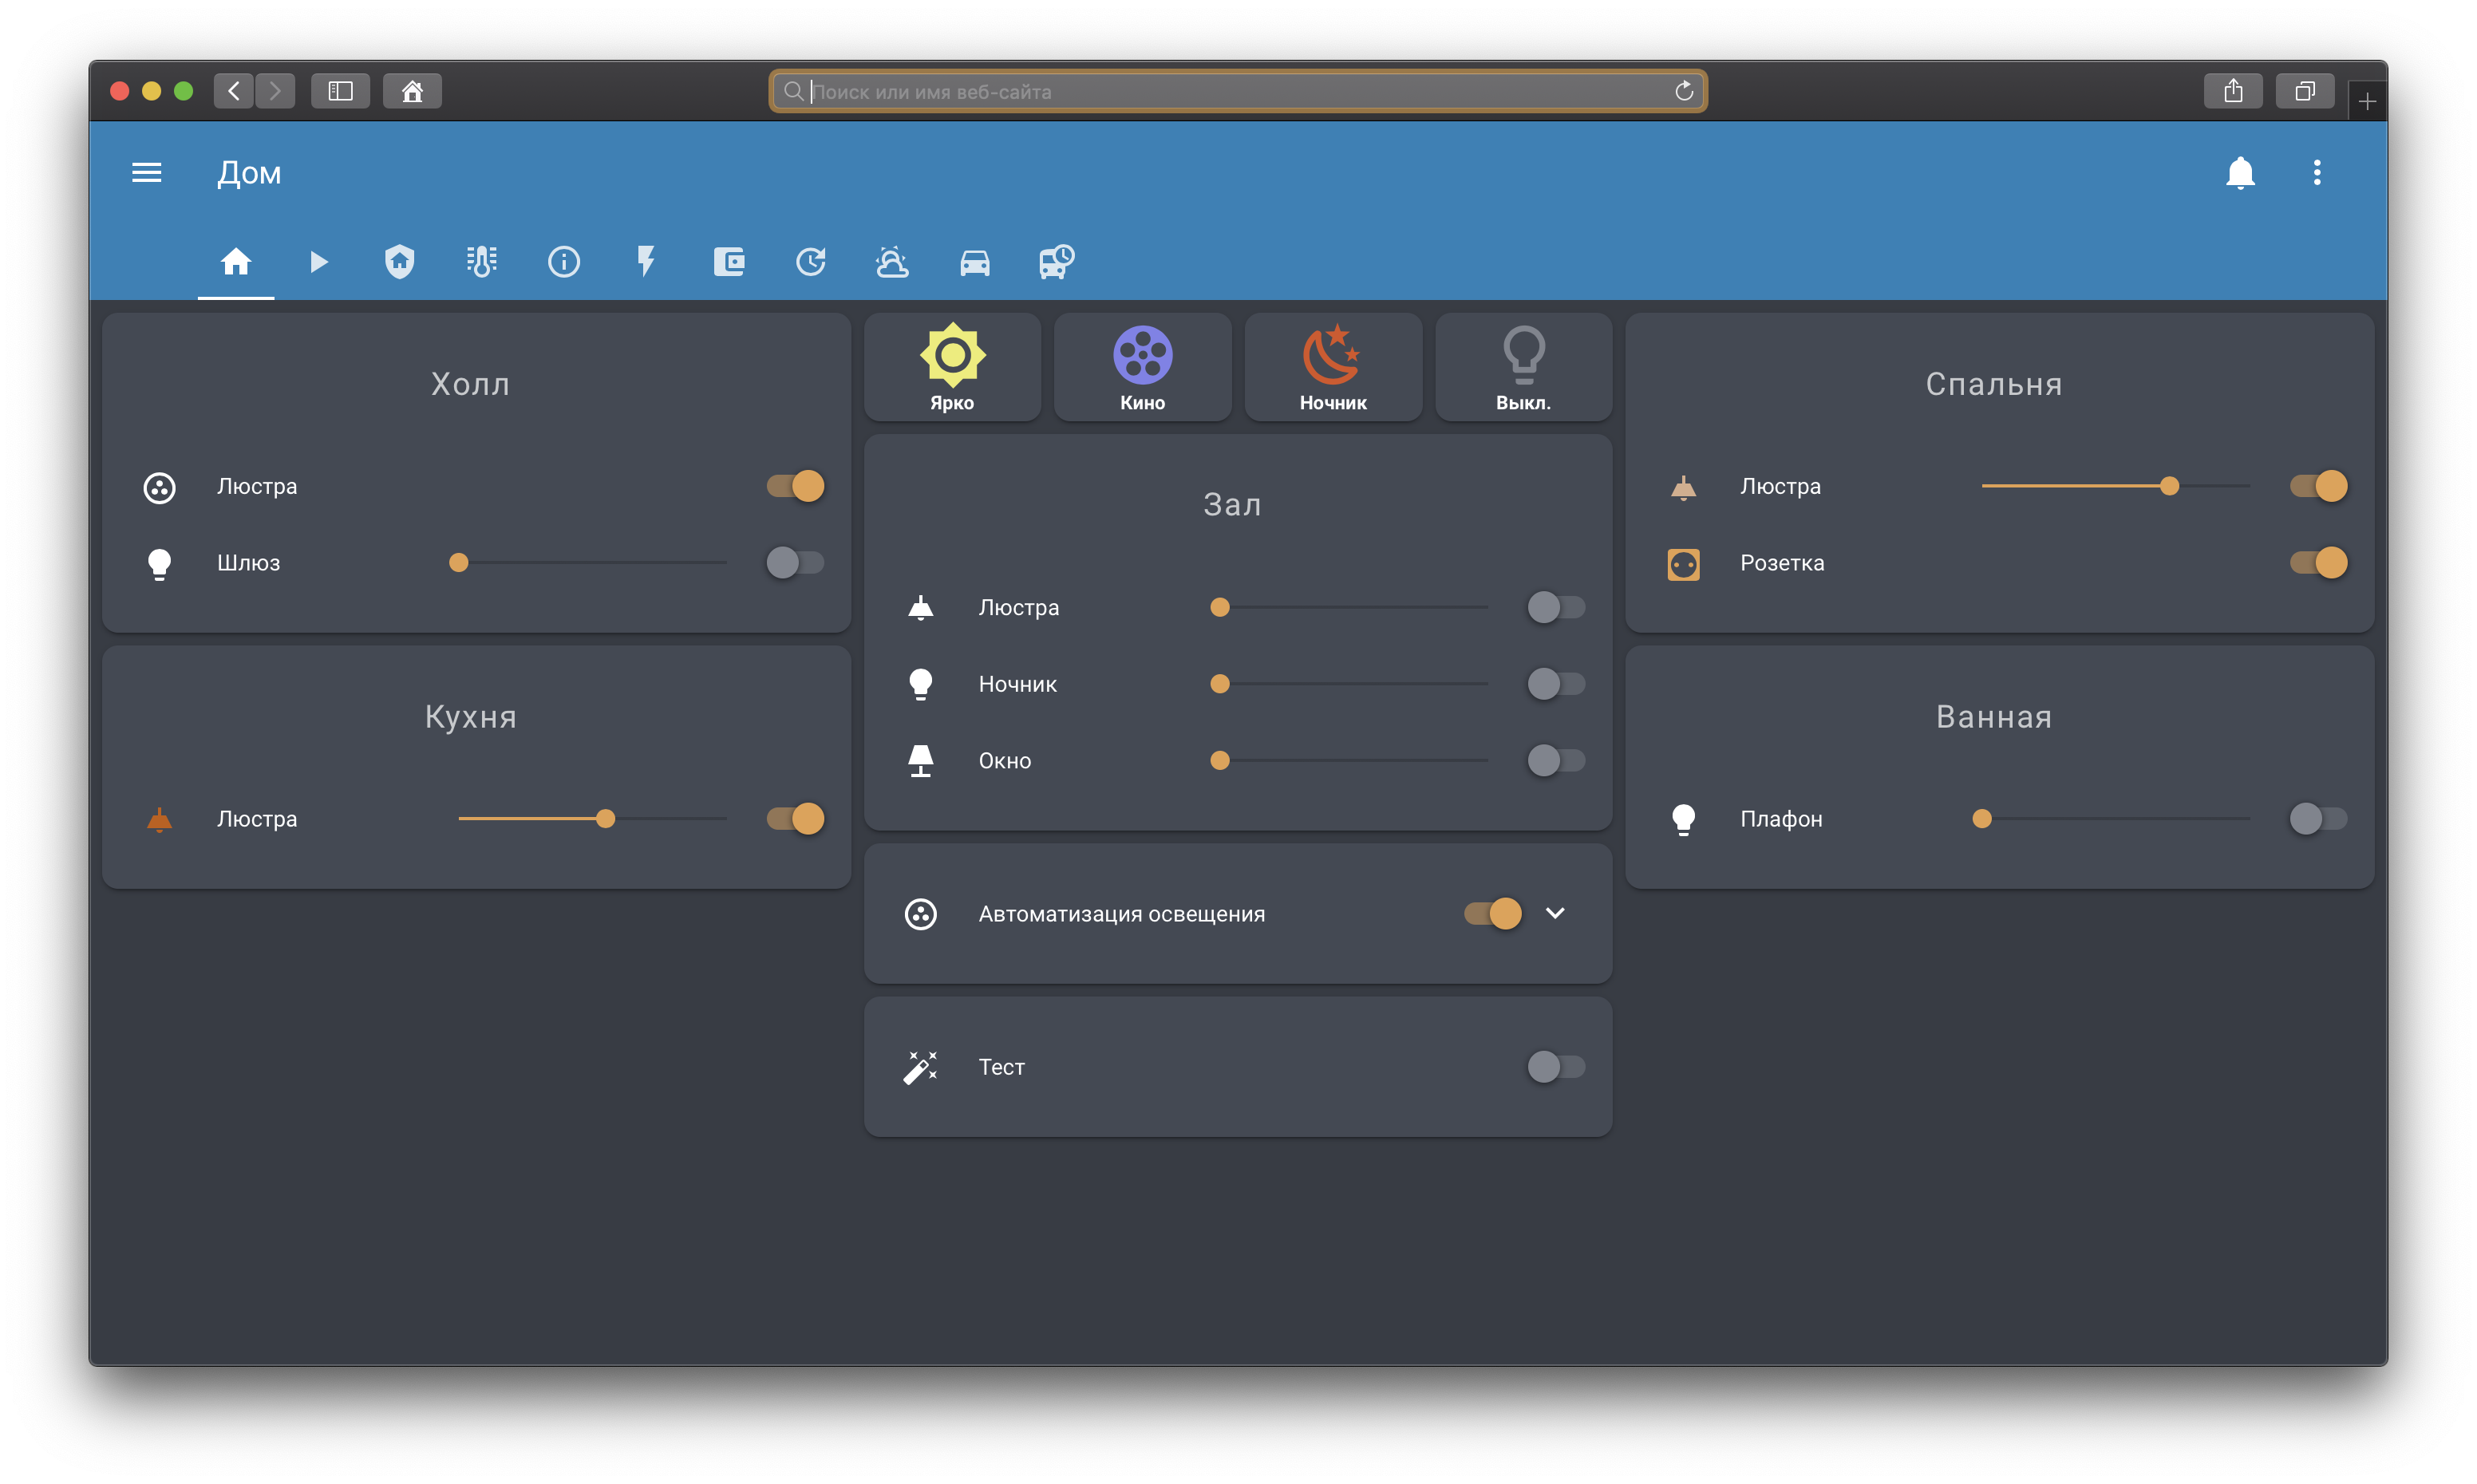 Поиск или имя веб-сайта
Дом
Холл
Люстра
Шлюз
Кухня
Люстра
Ярко
Кино
Ночник
Выкл.
Зал
Люстра
Ночник
Окно
Автоматизация освещения
Тест
Спальня
Люстра
Розетка
Ванная
Плафон